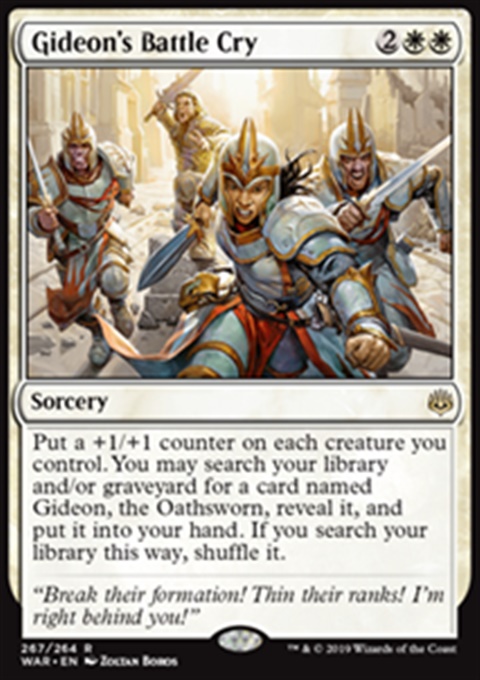 Gideon's Battle Cry 2
Sorcery
Put a +1/+1 counter on each creature you
control. You may search your library
and/or graveyard for a card named
Gideon, the Oathsworn, reveal it, and
put it into your hand. If you search your
library this way, shuffle it.
“Break their formation! Thin their ranks! I'm
right behind you!”
267/264 R
WAR • EN Zoltan Boros
™ & © 2019 Wizards of the Coast